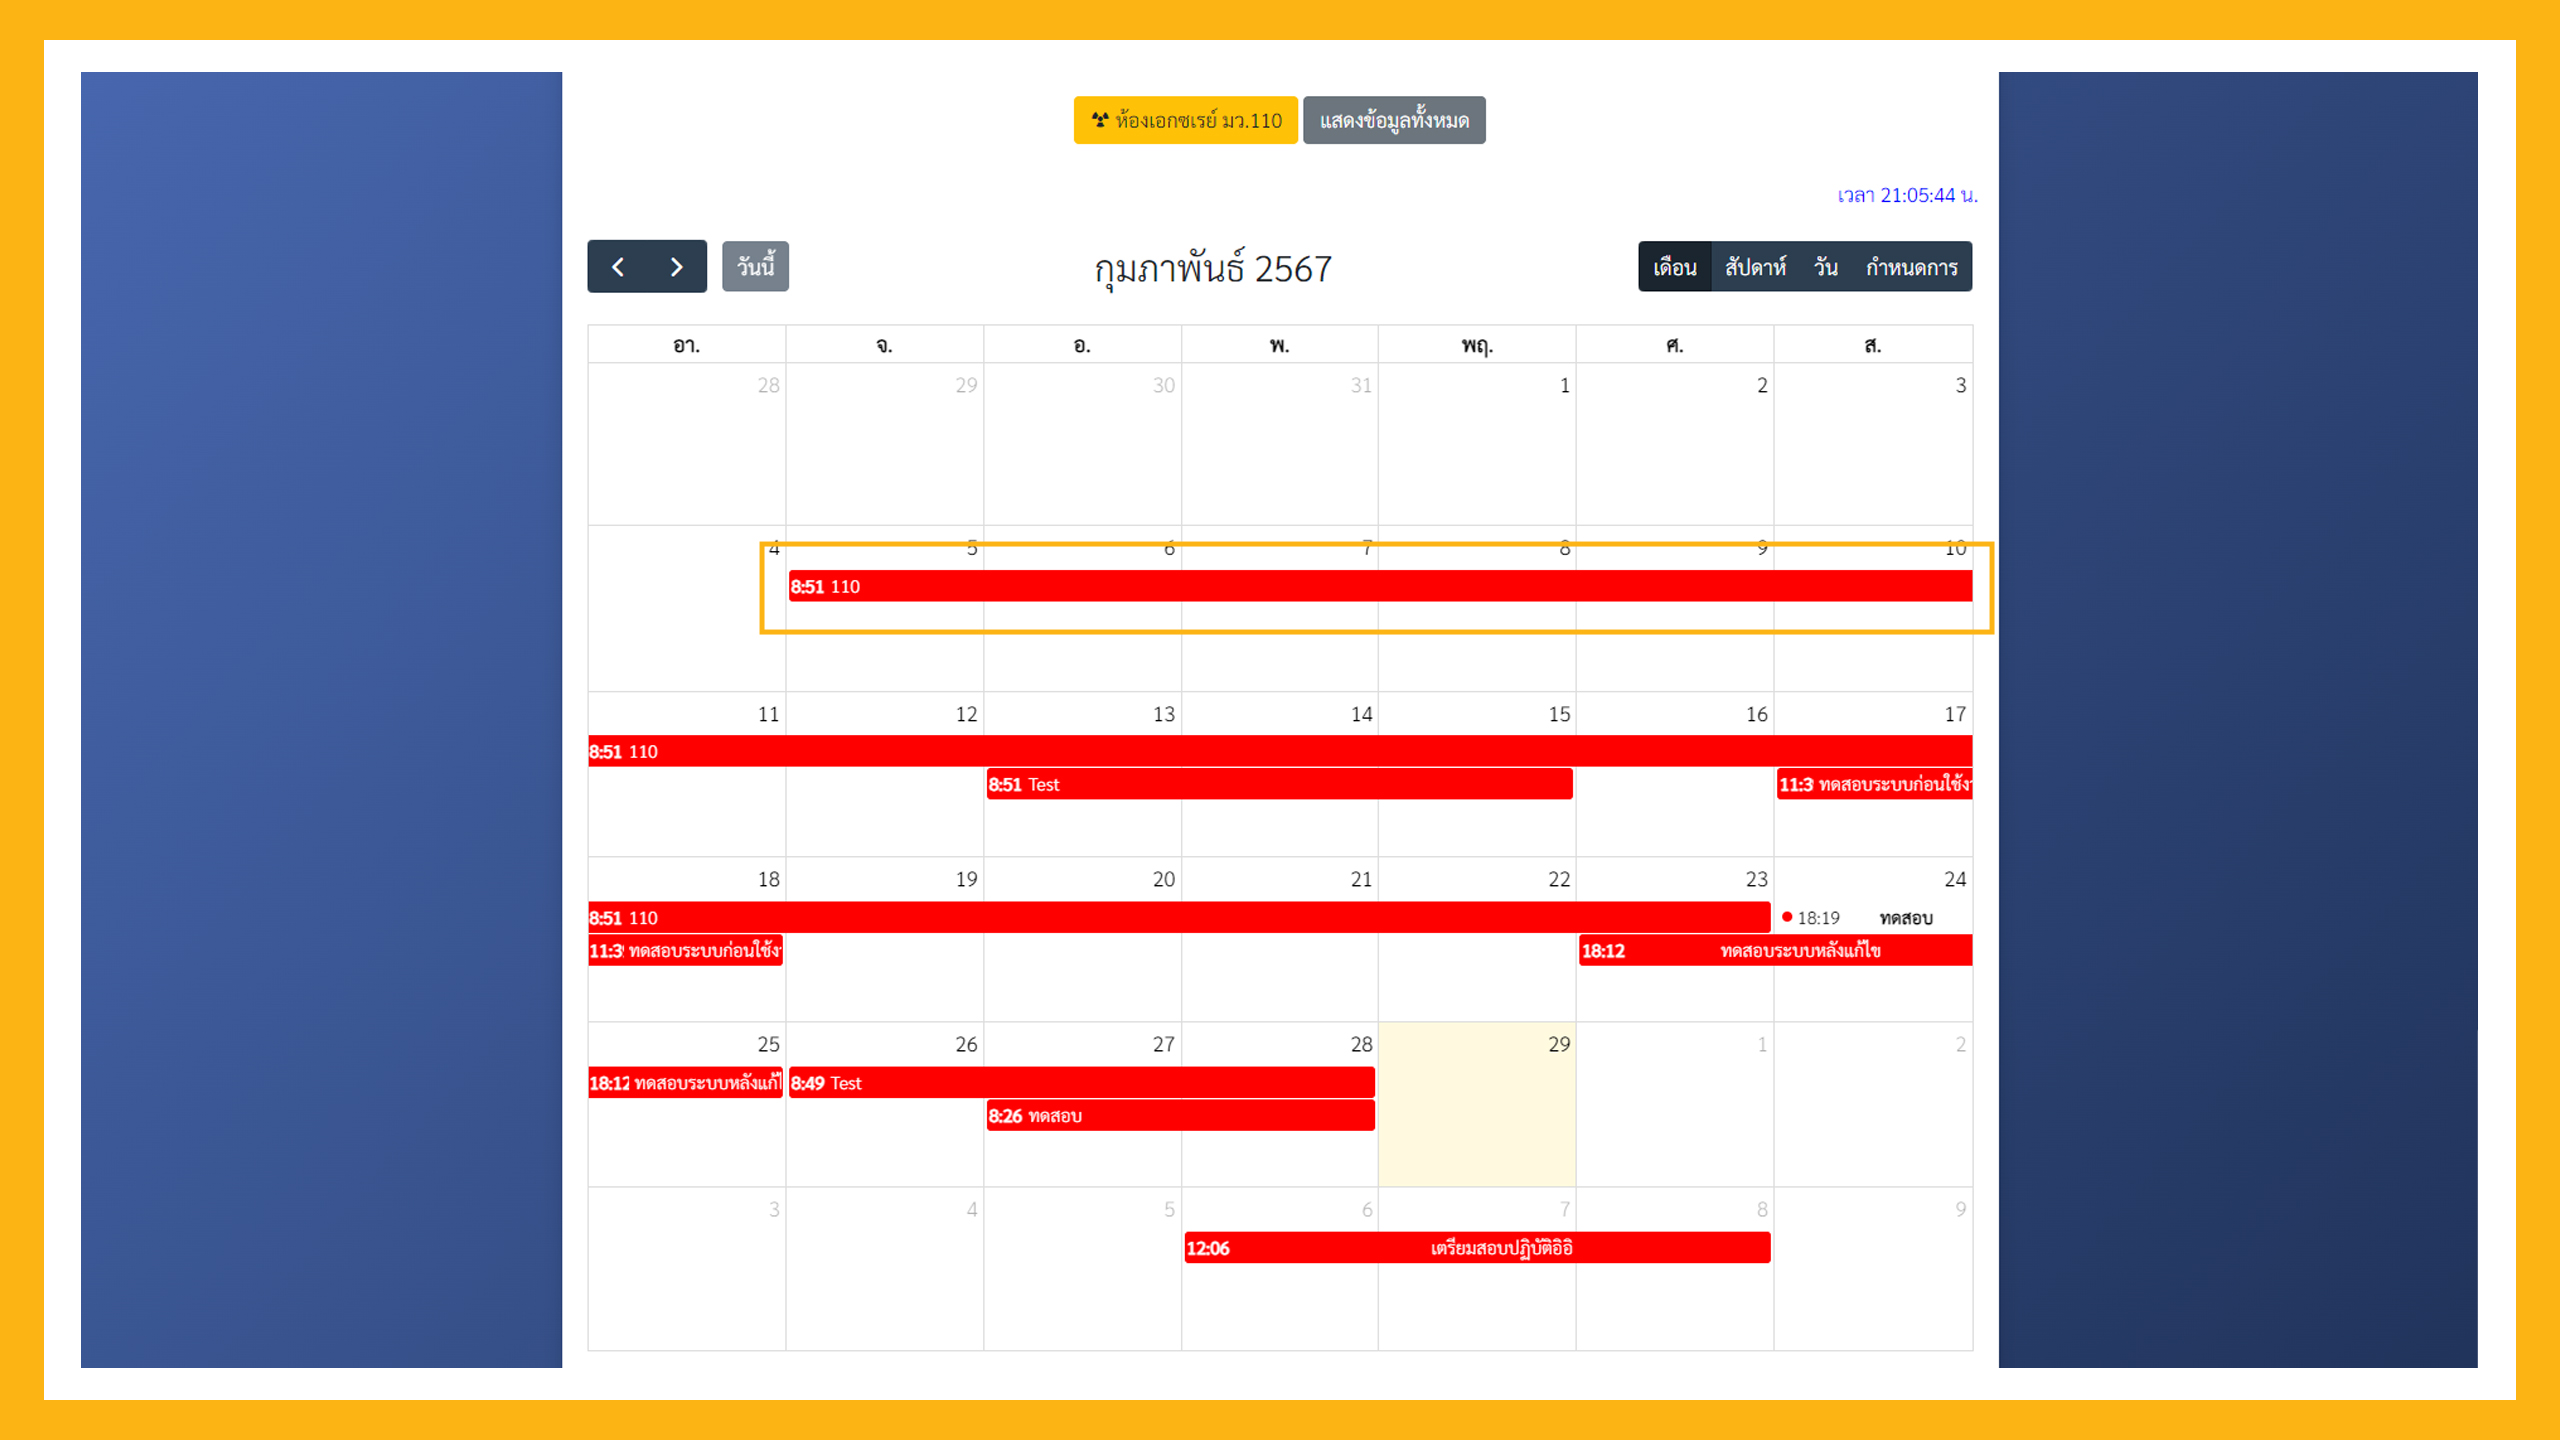 ห้องเอกซเรย์ มว.110 แสดงข้อมูลทั้งหมด
เวลา 21:05:44 น.
วันนี้ กุมภาพันธ์ 2567 เดือน สัปดาห์ วัน กำหนดการ
อา. จ. อ. พ. พฤ. ศ. ส.
28 29 30 31 1 2 3
4 5 6 7 8 9 10
8:51 110
11 12 13 14 15 16 17
8:51 110
8:51 Test 11:3 ทดสอบระบบก่อนใช้
18 19 20 21 22 23 24
8:51 110 18:19 ทดสอบ
11:3 ทดสอบระบบก่อนใช้ 18:12 ทดสอบระบบหลังแก้ไข
25 26 27 28 29 1 2
18:12 ทดสอบระบบหลังแก้ 8:49 Test
8:26 ทดสอบ
3 4 5 6 7 8 9
12:06 เตรียมสอบปฏิบัติอิอิ